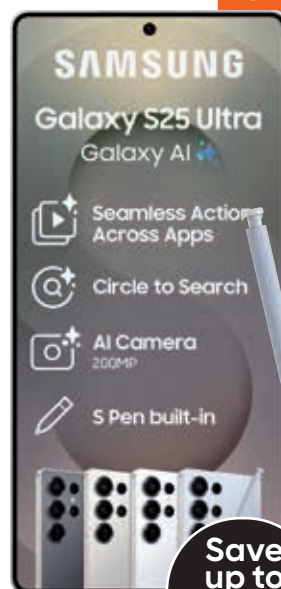 SAMSUNG
Galaxy S25 Ultra
Galaxy AI
Seamless Actions
Across Apps
Circle to Search
AI Camera
200MP
S Pen built-in
Save
up to